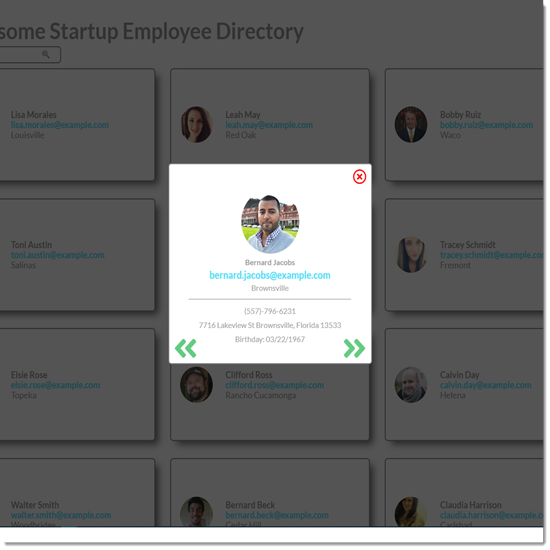 some Startup Employee Directory
Lisa Morales
lisa.morales@example.com
Louisville
Leah May
leah.may@example.com
Red Oak
Bobby Ruiz
bobby.ruiz@example.com
Waco
Toni Austin
toni.austin@example.com
Salinas
Bernard Jacobs
bernard.jacobs@example.com
Brownsville
(557)-796-6231
7716 Lakeview St Brownsville, Florida 13533
Birthday: 03/22/1967
Tracey Schmidt
tracey.schmidt@example.co
Fremont
Elsie Rose
elsie.rose@example.com
Topeka
Clifford Ross
clifford.ross@example.com
Rancho Cucamonga
Calvin Day
calvin.day@example.com
Helena
Walter Smith
walter.smith@example.com
Woodbridge
Bernard Beck
bernard.beck@example.com
Cedar Hill
Claudia Harrison
claudia.harrison@example.c
Carlsbad